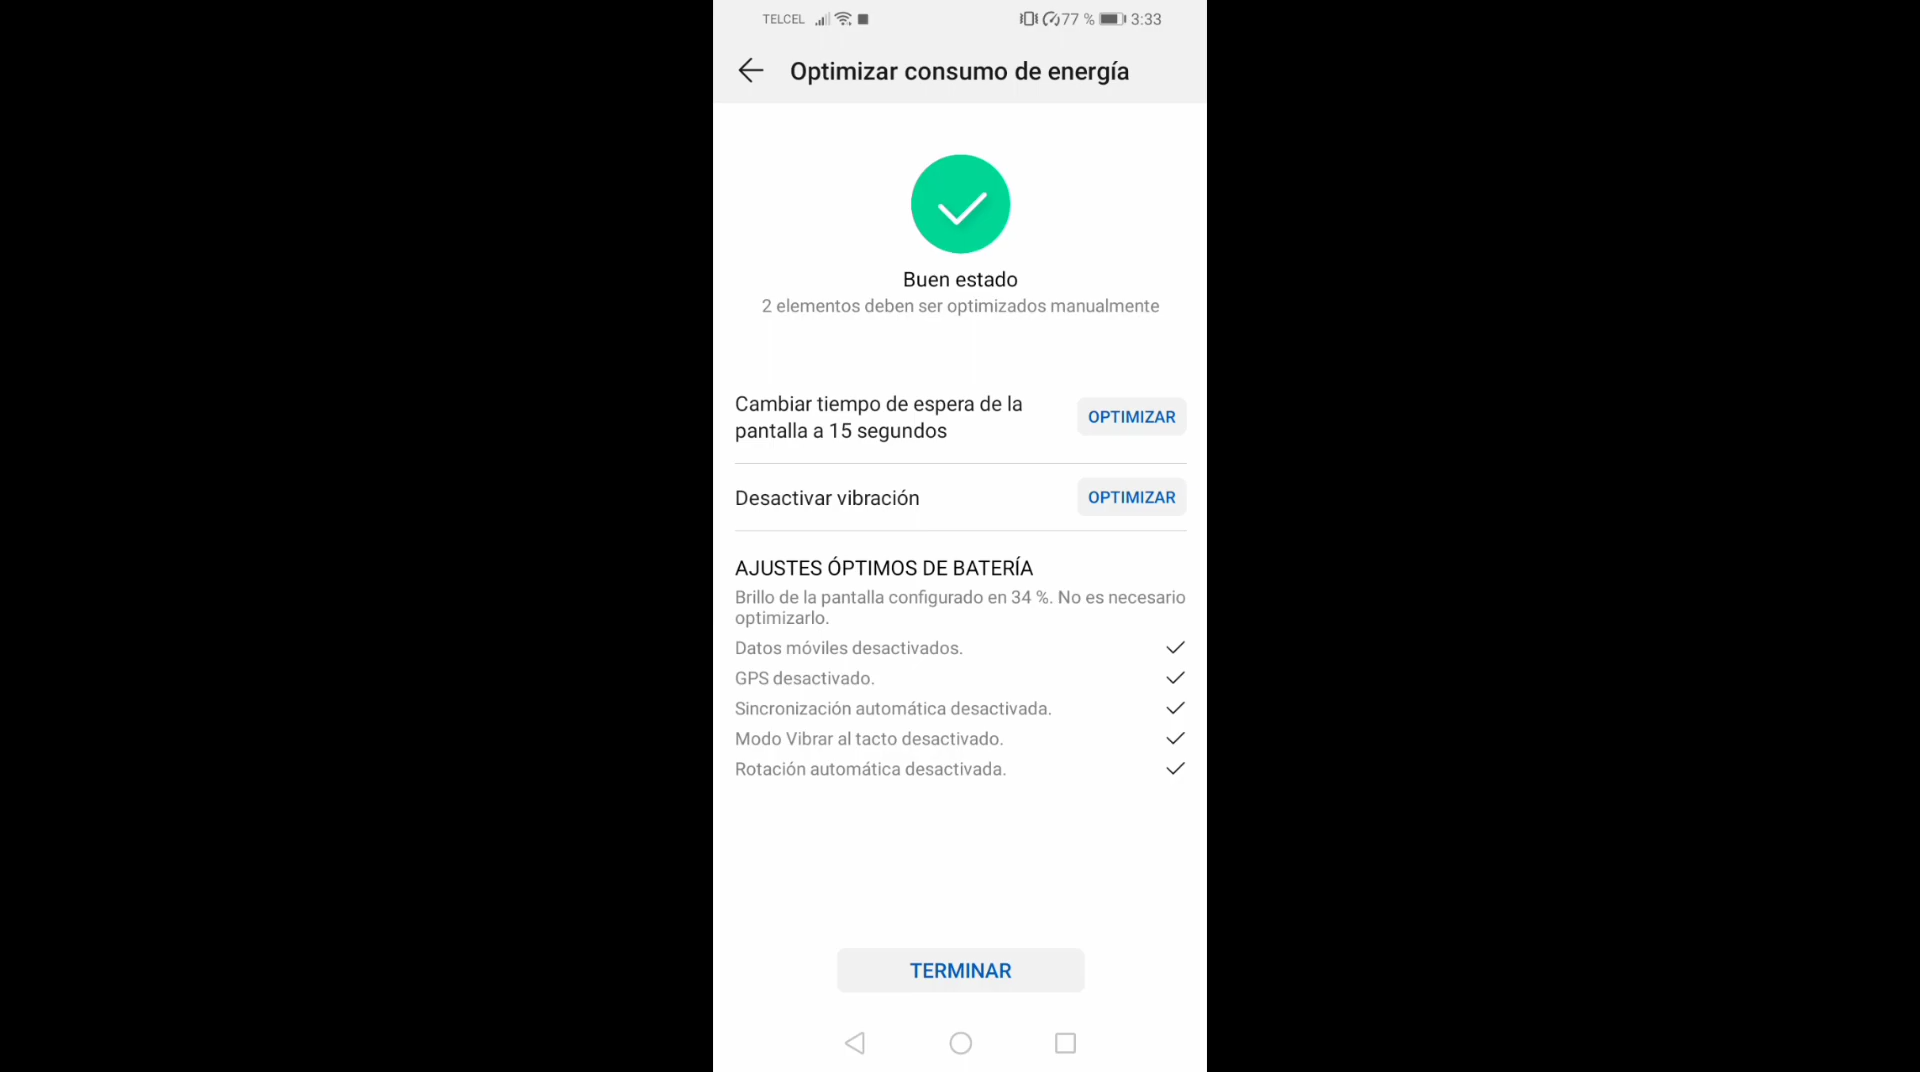 TELCEL 77 % 3:33
Optimizar consumo de energía
Buen estado
2 elementos deben ser optimizados manualmente
Cambiar tiempo de espera de la
pantalla a 15 segundos
OPTIMIZAR
Desactivar vibración
OPTIMIZAR
AJUSTES ÓPTIMOS DE BATERÍA
Brillo de la pantalla configurado en 34 %. No es necesario
optimizarlo.
Datos móviles desactivados.
GPS desactivado.
Sincronización automática desactivada.
Modo Vibrar al tacto desactivado.
Rotación automática desactivada.
TERMINAR